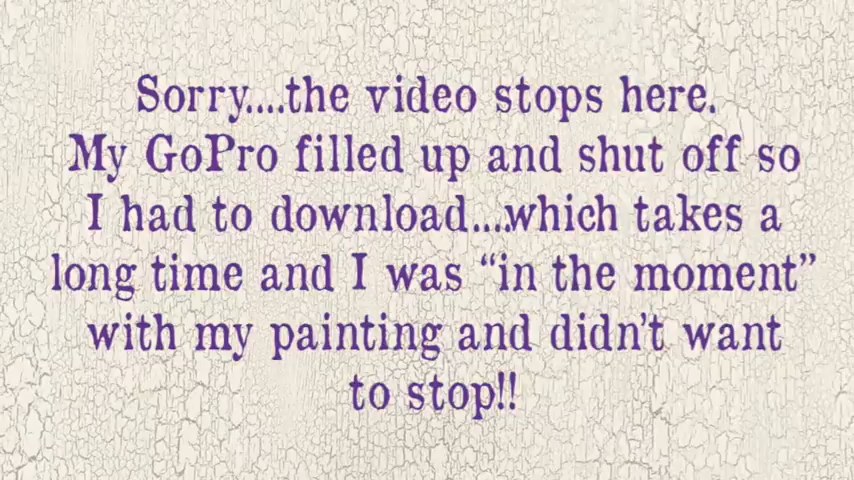 Sorry....the video stops here.
My GoPro filled up and shut off so
I had to download....which takes a
long time and I was “in the moment”
with my painting and didn’t want
to stop!!